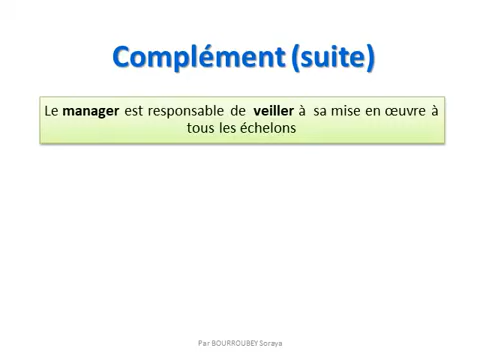 Complément (suite)
Le manager est responsable de veiller à sa mise en œuvre à
tous les échelons
Par BOURROUBEY Soraya